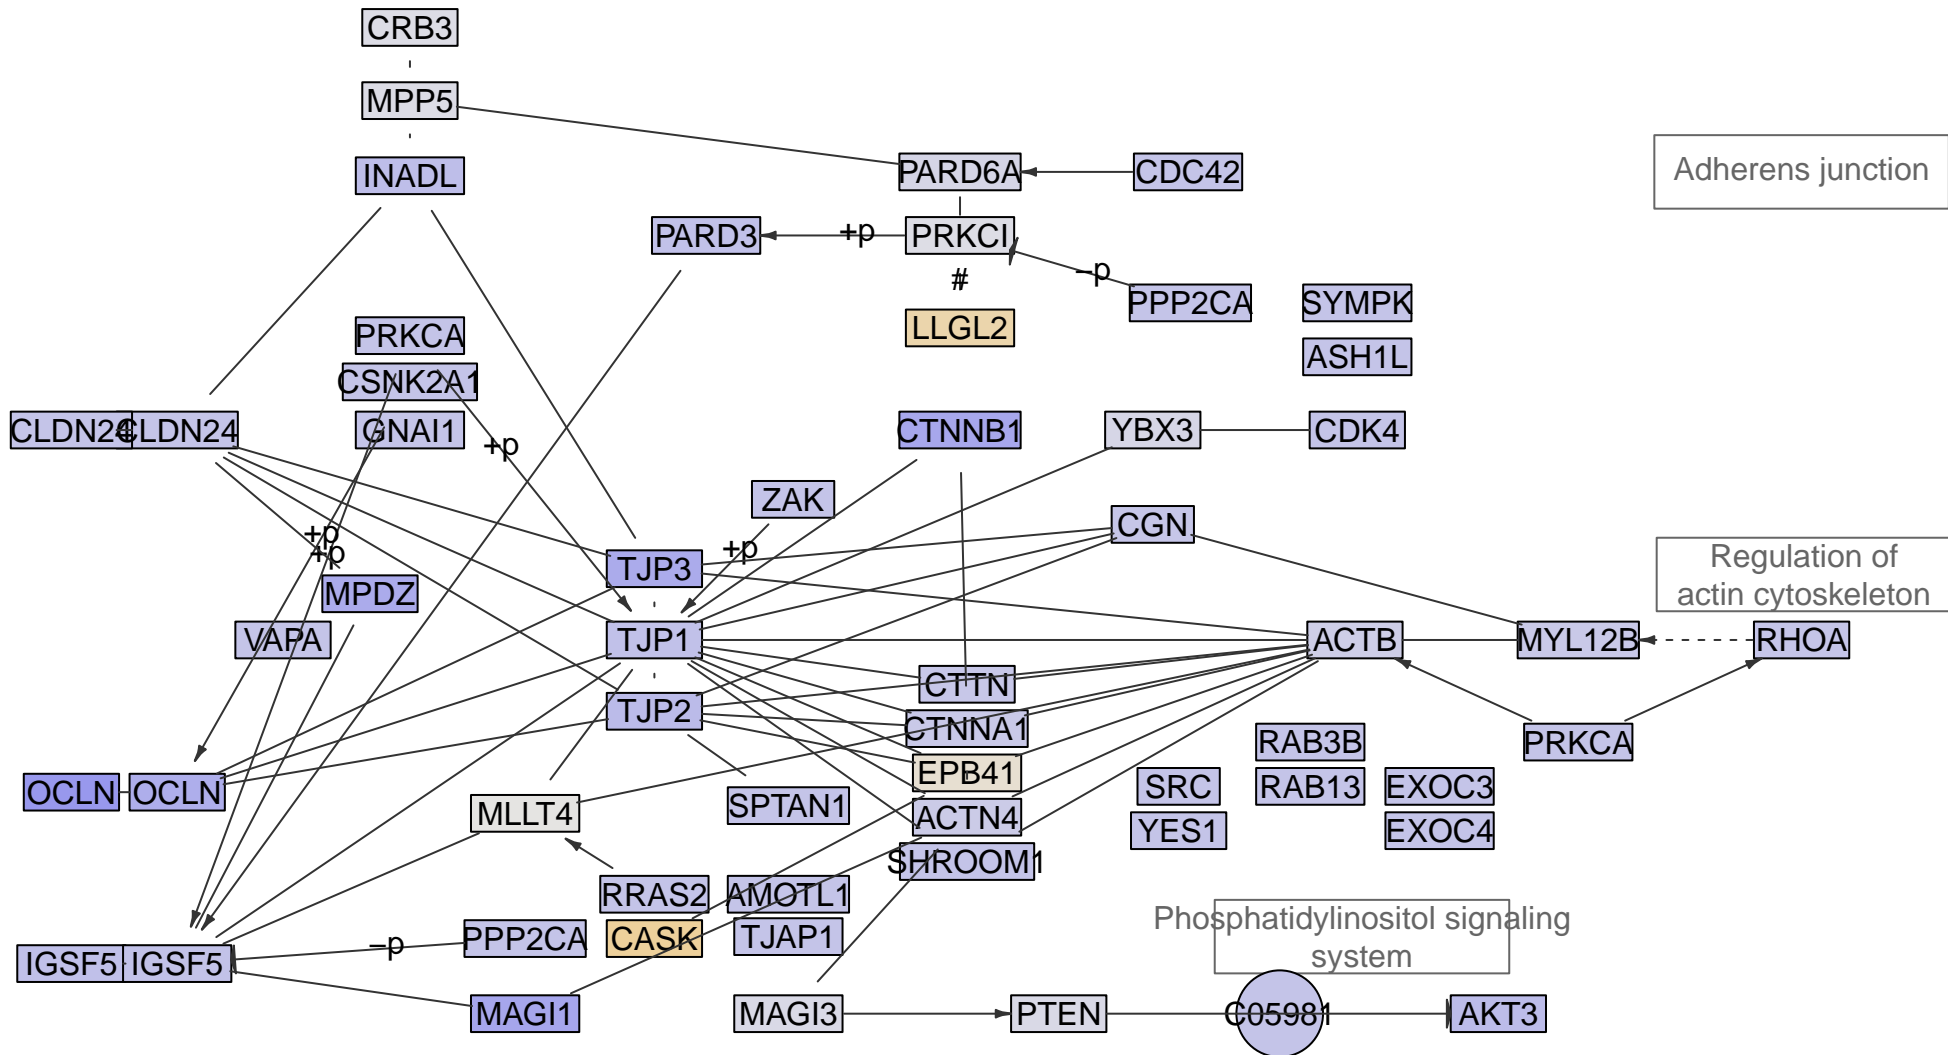 CRB3
MPP5
INADL
PARD6A
CDC42
Adherens junction
PARD3
+p
PRKCI
#
−p
PPP2CA
SYMPK
PRKCA
LLGL2
ASH1L
CSNK2A1
CLDN24
CLDN24
GNAI1
+p
CTNNB1
YBX3
CDK4
ZAK
CGN
+p
+p
+p
TJP3
Regulation of
actin cytoskeleton
MPDZ
VAPA
TJP1
ACTB
MYL12B
RHOA
CTTN
TJP2
CTNNA1
RAB3B
PRKCA
OCLN
OCLN
EPB41
SRC
RAB13
EXOC3
MLLT4
SPTAN1
ACTN4
YES1
EXOC4
SHROOM1
RRAS2
AMOTL1
PPP2CA
−p
CASK
TJAP1
Phosphatidylinositol signaling
system
IGSF5
IGSF5
MAGI1
MAGI3
PTEN
C05981
AKT3